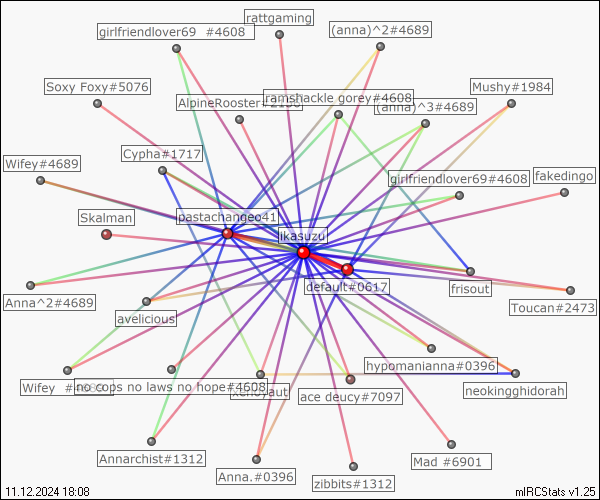 rattgaming
girlfriendlover69  #4608
(anna)^2#4689
Soxy Foxy#5076
Mushy#1984
AlpineRooster#
ramshackle gorey#4608
(anna)^3#4689
Cypha#1717
Wifey#4689
girlfriendlover69#4608
fakedingo
Skalman
pastachangeo41
ikasuzu
default#0617
frisout
Anna^2#4689
Toucan#2473
avelicious
hypomanianna#0396
Wifey
no cops no laws no hope#4608
xenoyaut
ace deucy#7097
neokingghidorah
Annarchist#1312
Mad #6901
Anna.#0396
zibbits#1312
11.12.2024 18:08
mIRCStats v1.25